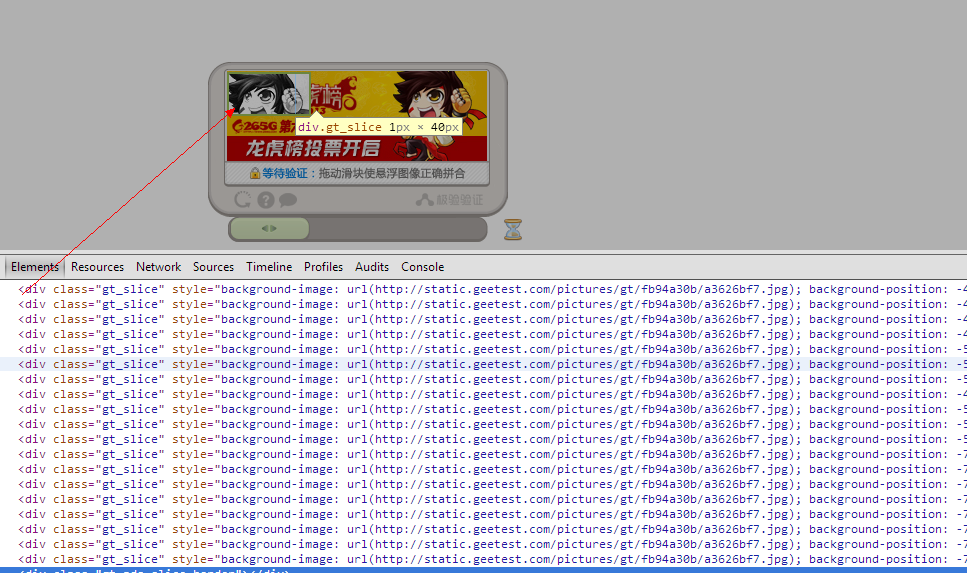 虎榜
265G 第
div.gt_slice 1px × 40px
龙虎榜投票开启
等待验证：拖动滑块使悬浮图像正确拼合
?
极验验证
Elements Resources Network Sources Timeline Profiles Audits Console
<div class="gt_slice" style="background-image: url(http://static.geetest.com/pictures/gt/fb94a30b/a3626bf7.jpg); background-position: -4
<div class="gt_slice" style="background-image: url(http://static.geetest.com/pictures/gt/fb94a30b/a3626bf7.jpg); background-position: -4
<div class="gt_slice" style="background-image: url(http://static.geetest.com/pictures/gt/fb94a30b/a3626bf7.jpg); background-position: -4
<div class="gt_slice" style="background-image: url(http://static.geetest.com/pictures/gt/fb94a30b/a3626bf7.jpg); background-position: -4
<div class="gt_slice" style="background-image: url(http://static.geetest.com/pictures/gt/fb94a30b/a3626bf7.jpg); background-position: -5
<div class="gt_slice" style="background-image: url(http://static.geetest.com/pictures/gt/fb94a30b/a3626bf7.jpg); background-position: -5
<div class="gt_slice" style="background-image: url(http://static.geetest.com/pictures/gt/fb94a30b/a3626bf7.jpg); background-position: -5
<div class="gt_slice" style="background-image: url(http://static.geetest.com/pictures/gt/fb94a30b/a3626bf7.jpg); background-position: -4
<div class="gt_slice" style="background-image: url(http://static.geetest.com/pictures/gt/fb94a30b/a3626bf7.jpg); background-position: -5
<div class="gt_slice" style="background-image: url(http://static.geetest.com/pictures/gt/fb94a30b/a3626bf7.jpg); background-position: -5
<div class="gt_slice" style="background-image: url(http://static.geetest.com/pictures/gt/fb94a30b/a3626bf7.jpg); background-position: -5
<div class="gt_slice" style="background-image: url(http://static.geetest.com/pictures/gt/fb94a30b/a3626bf7.jpg); background-position: -7
<div class="gt_slice" style="background-image: url(http://static.geetest.com/pictures/gt/fb94a30b/a3626bf7.jpg); background-position: -7
<div class="gt_slice" style="background-image: url(http://static.geetest.com/pictures/gt/fb94a30b/a3626bf7.jpg); background-position: -7
<div class="gt_slice" style="background-image: url(http://static.geetest.com/pictures/gt/fb94a30b/a3626bf7.jpg); background-position: -7
<div class="gt_slice" style="background-image: url(http://static.geetest.com/pictures/gt/fb94a30b/a3626bf7.jpg); background-position: -7
<div class="gt_slice" style="background-image: url(http://static.geetest.com/pictures/gt/fb94a30b/a3626bf7.jpg); background-position: -7
<div class="gt_slice" style="background-image: url(http://static.geetest.com/pictures/gt/fb94a30b/a3626bf7.jpg); background-position: -7
<div class="gt_slice" style="background-image: url(http://static.geetest.com/pictures/gt/fb94a30b/a3626bf7.jpg); background-position: -7